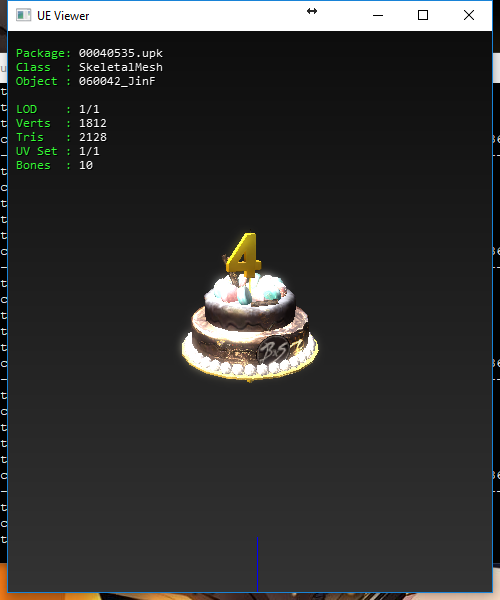 UE Viewer
Package: 00040535.upk
Class : SkeletalMesh
Object : 060042_JinF
LOD : 1/1
Verts : 1812
Tris : 2128
UV Set : 1/1
Bones : 10
4
B&S